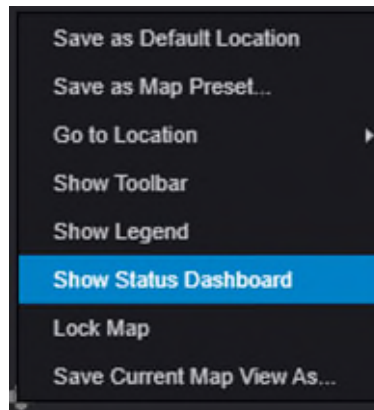 Save as Default Location
Save as Map Preset...
Go to Location
Show Toolbar
Show Legend
Show Status Dashboard
Lock Map
Save Current Map View As...